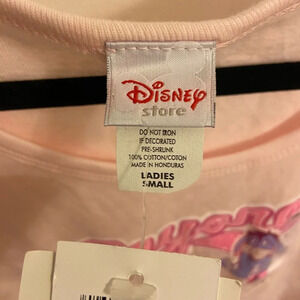 Disney
store
DO NOT IRON
IF DECORATED
PRE-SHRUNK
100% COTTON/COTON
MADE IN HONDURAS
LADIES
SMALL